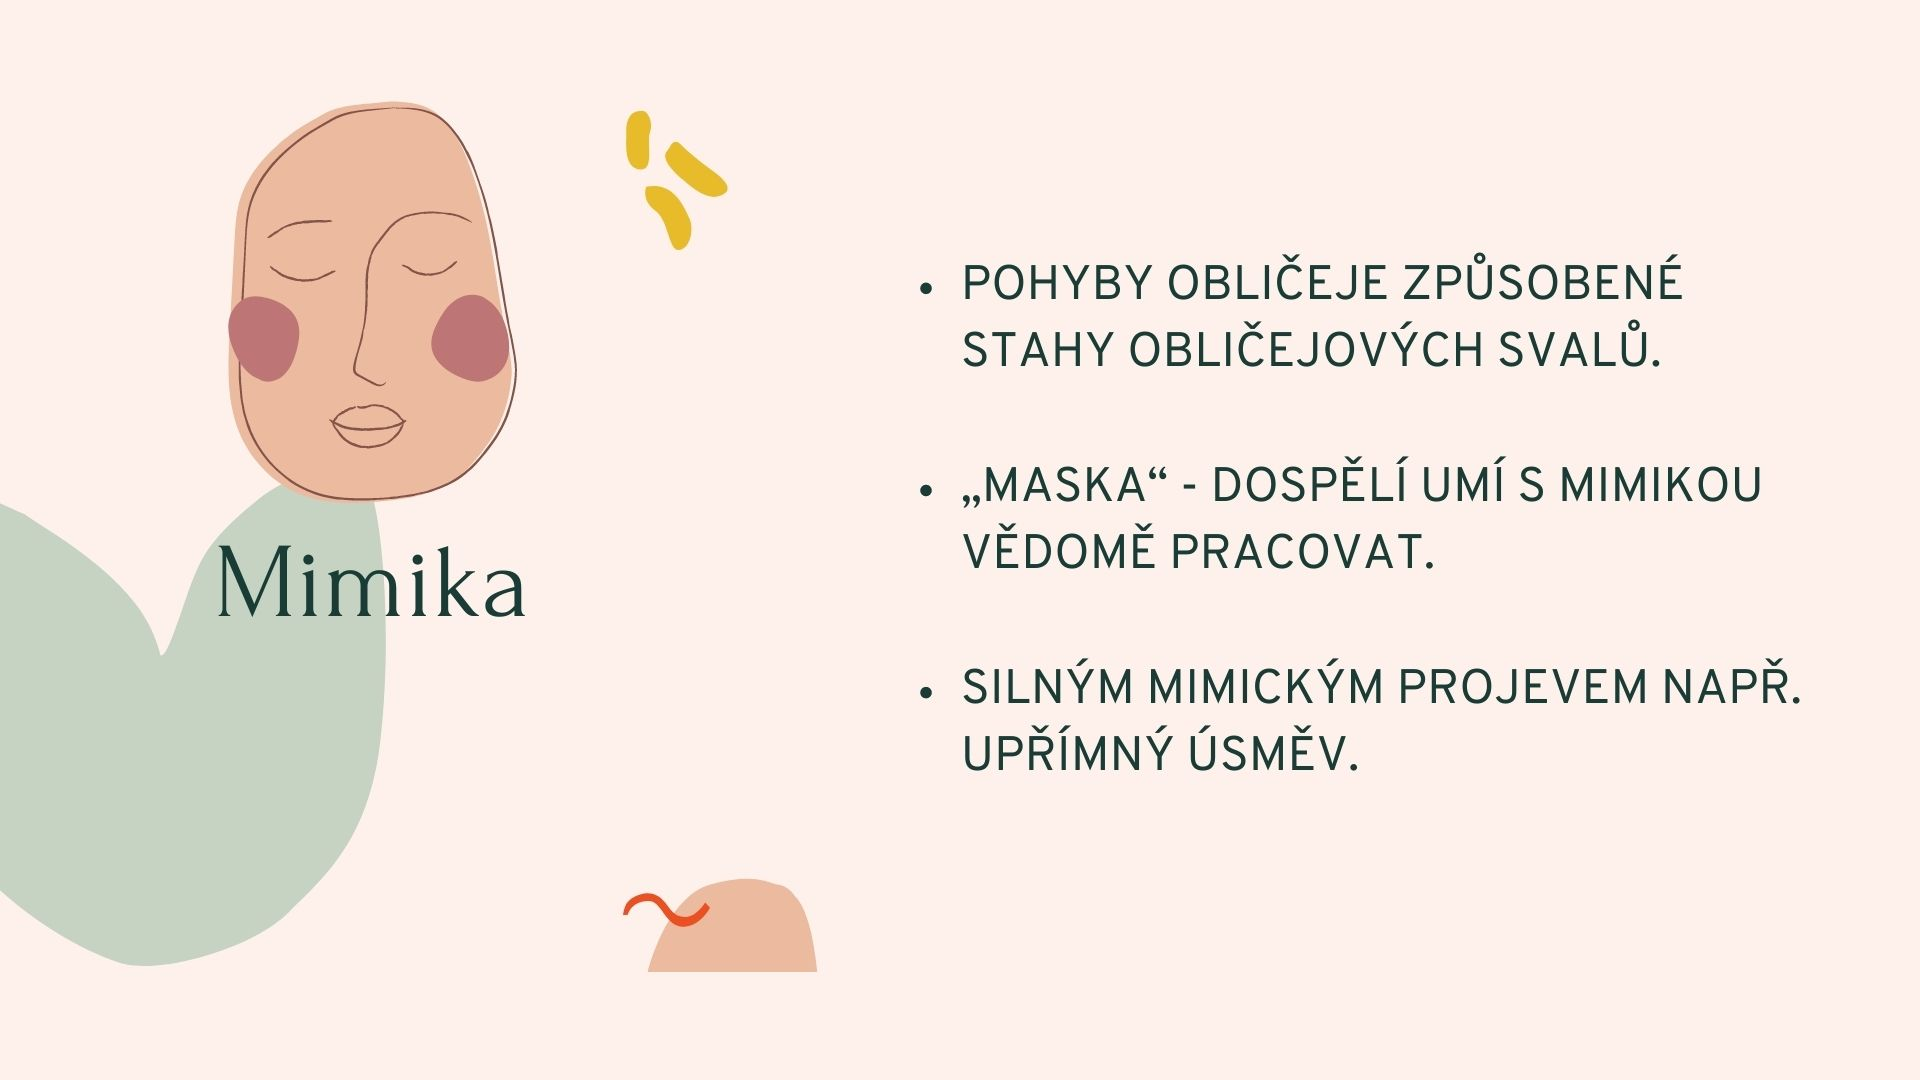 Mimika
• POHYBY OBLIČEJE ZPŮSOBENÉ
STAHY OBLIČEJOVÝCH SVALŮ.
• „MASKA“ - DOSPĚLÍ UMÍ S MIMIKOU
VĚDOMĚ PRACOVAT.
• SILNÝM MIMICKÝM PROJEVEM NAPŘ.
UPŘÍMNÝ ÚSMĚV.